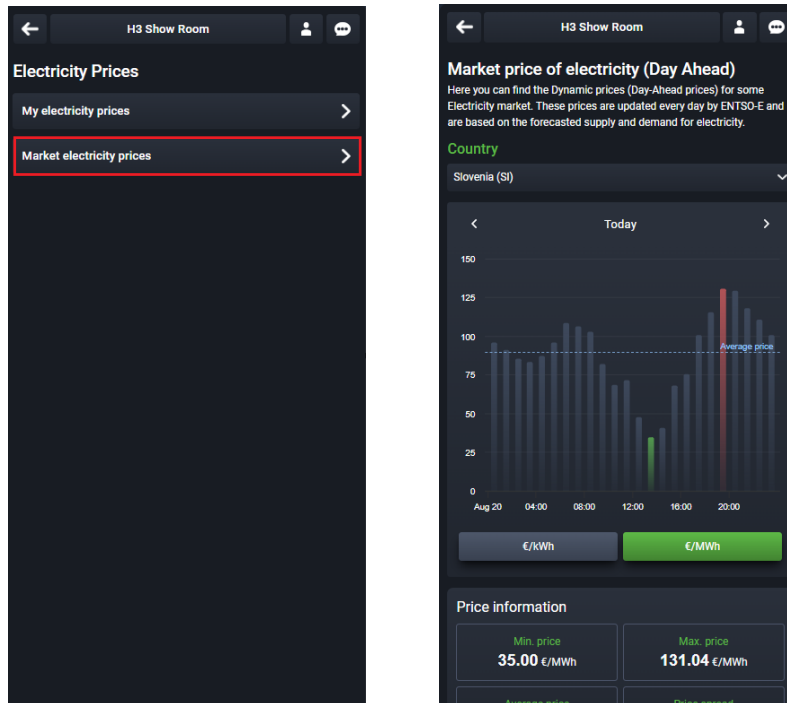 H3 Show Room
Electricity Prices
My electricity prices
Market electricity prices
H3 Show Room
Market price of electricity (Day Ahead)
Here you can find the Dynamic prices (Day-Ahead prices) for some
Electricity market. These prices are updated every day by ENTSO-E and
are based on the forecasted supply and demand for electricity.
Country
Slovenia (SI)
Today
150
125
100
Average price
75
50
25
0
Aug 20 04:00 08:00 12:00 16:00 20:00
€/kWh €/MWh
Price information
Min. price Max. price
35.00 €/MWh 131.04 €/MWh
Average price Price spread